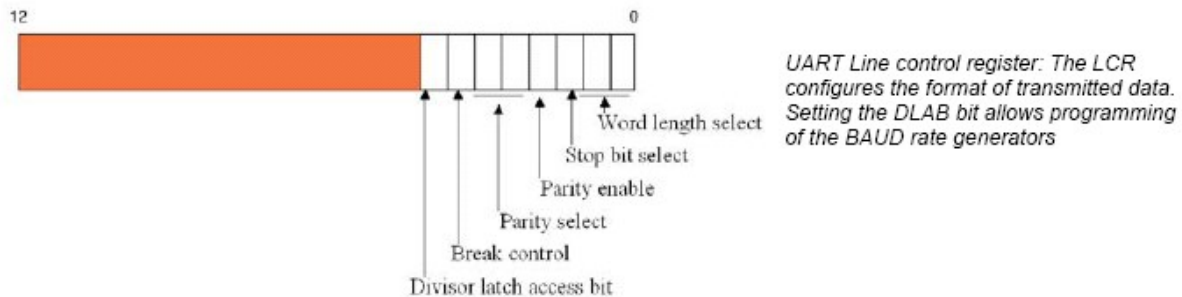 12 0
UART Line control register: The LCR
configures the format of transmitted data.
Setting the DLAB bit allows programming
of the BAUD rate generators
Word length select
Stop bit select
Parity enable
Parity select
Break control
Divisor latch access bit